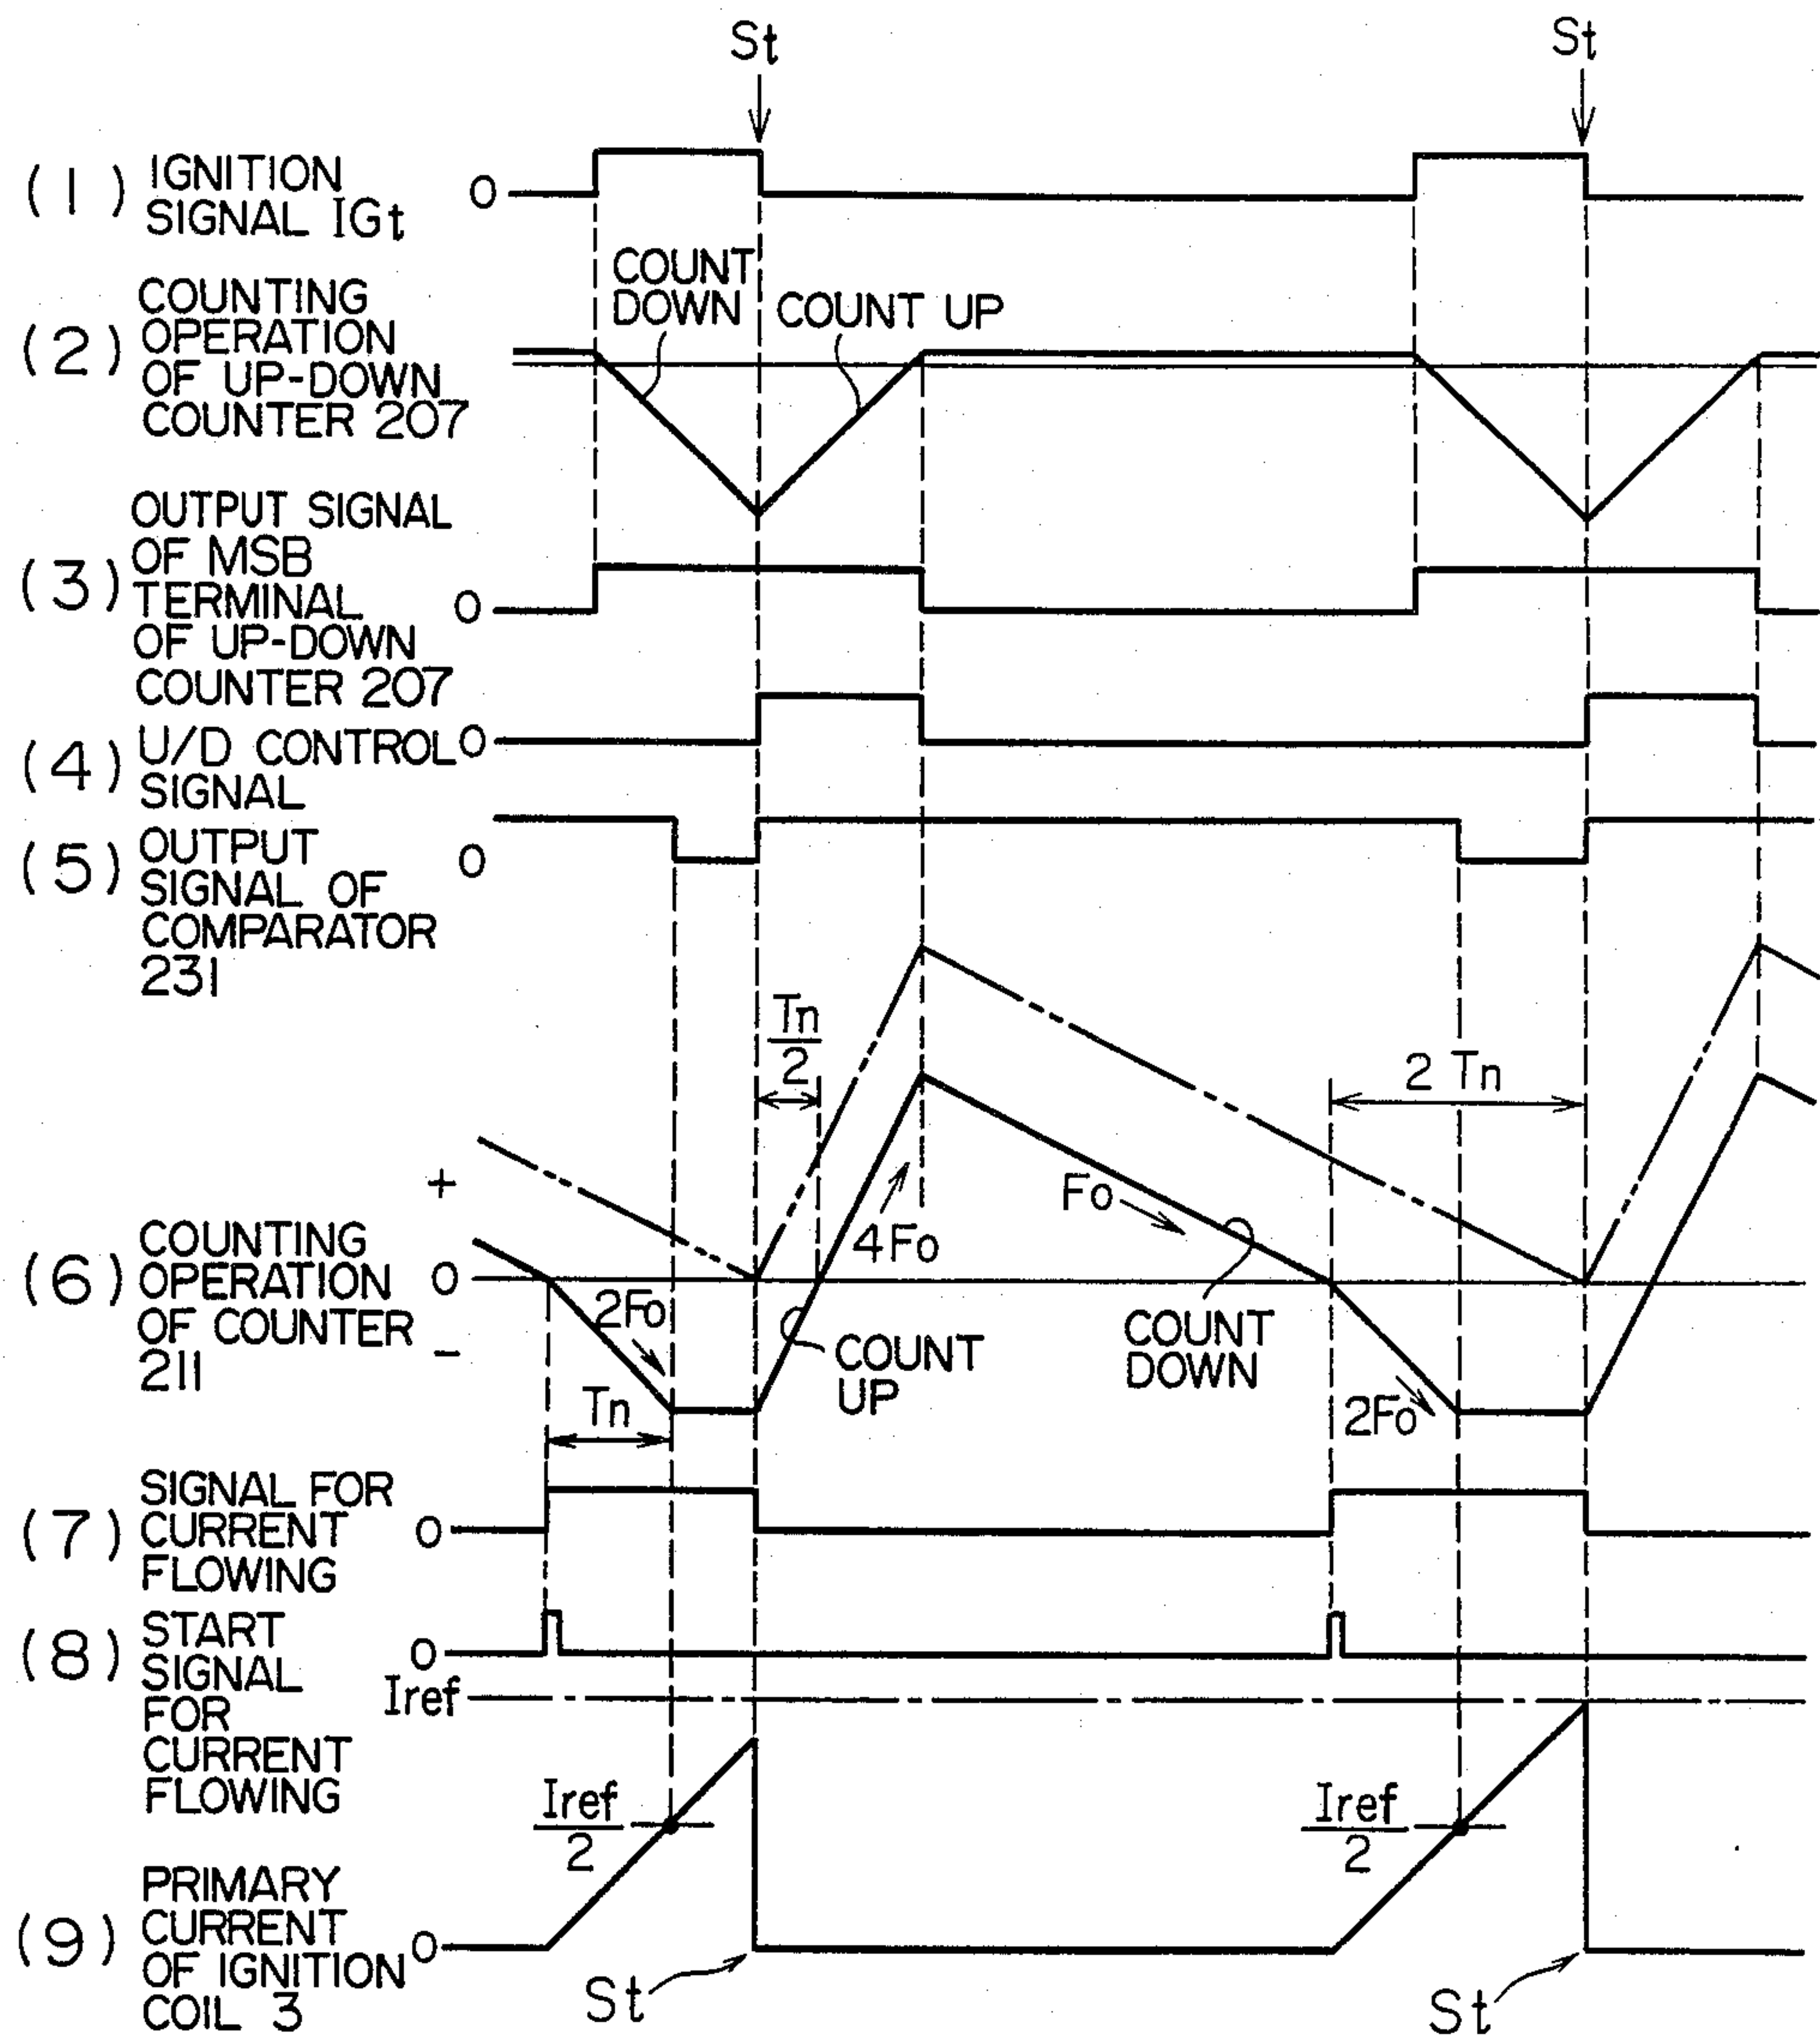 St
St
(1) IGNITION
SIGNAL IGt
0
COUNT
DOWN
COUNT UP
(2) COUNTING
OPERATION
OF UP-DOWN
COUNTER 207
(3) OUTPUT SIGNAL
OF MSB
TERMINAL
OF UP-DOWN
COUNTER 207
0
(4) U/D CONTROL
SIGNAL
0
(5) OUTPUT
SIGNAL OF
COMPARATOR
231
0
Tn
2
2 Tn
+
(6) COUNTING
OPERATION
OF COUNTER
211
0
-
2Fo
4Fo
Fo
COUNT
UP
COUNT
DOWN
2Fo
Tn
(7) SIGNAL FOR
CURRENT
FLOWING
0
(8) START
SIGNAL
FOR
CURRENT
FLOWING
0
Iref
Iref
2
Iref
2
(9) PRIMARY
CURRENT
OF IGNITION
COIL 3
0
St
St